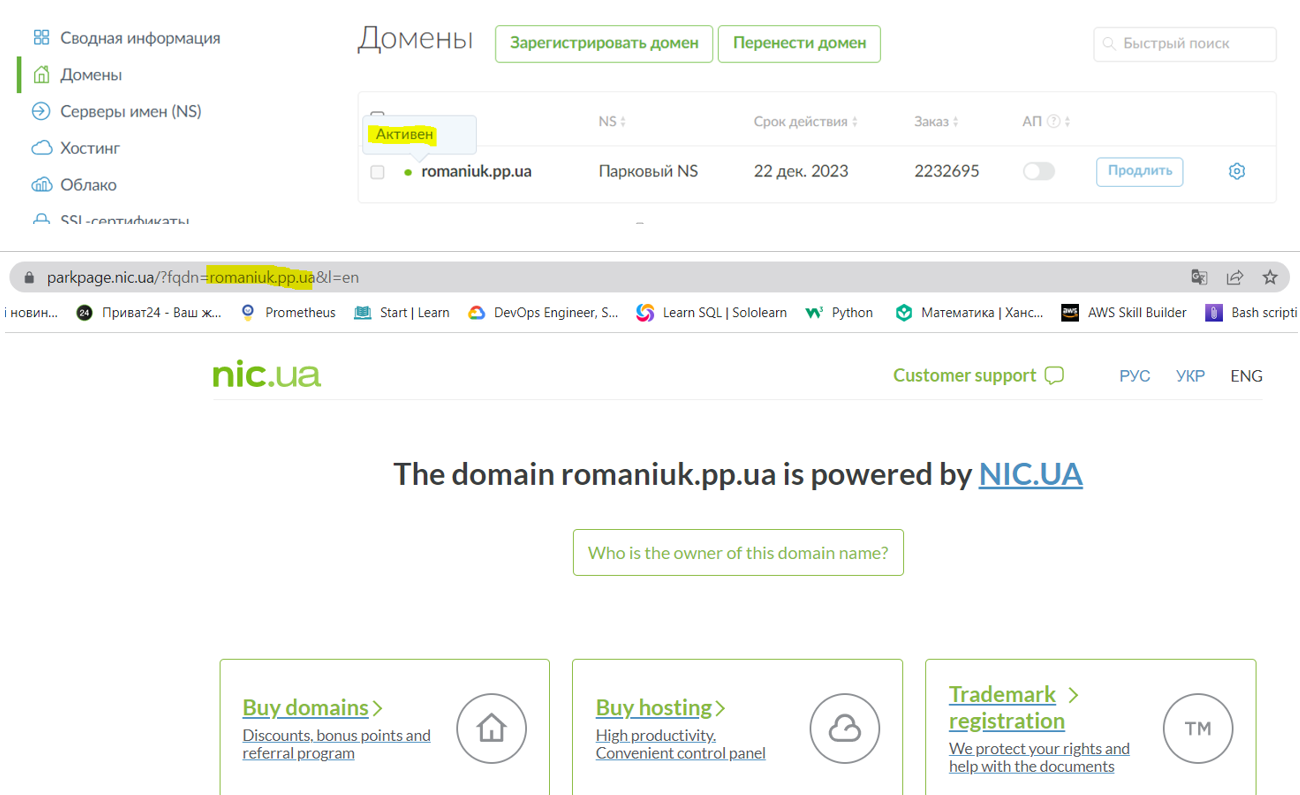 Сводная информация
Домены
Серверы имен (NS)
Хостинг
Облако
SSL-сертификаты
Домены
Зарегистрировать домен
Перенести домен
Быстрый поиск
NS
Срок действия
Заказ
АП ?
Активен
romaniuk.pp.ua
Парковый NS
22 дек. 2023
2232695
Продлить
parkpage.nic.ua/?fqdn=romaniuk.pp.ua&l=en
і новин...
24 Приват24 - Ваш ж...
Prometheus
Start | Learn
DevOps Engineer, S...
Learn SQL | Sololearn
Python
Математика | Ханс...
aws AWS Skill Builder
Bash scripti
nic.ua
Customer support
РУС
УКР
ENG
The domain romaniuk.pp.ua is powered by NIC.UA
Who is the owner of this domain name?
Buy domains
Discounts, bonus points and
referral program
Buy hosting
High productivity.
Convenient control panel
Trademark
registration
We protect your rights and
help with the documents
TM